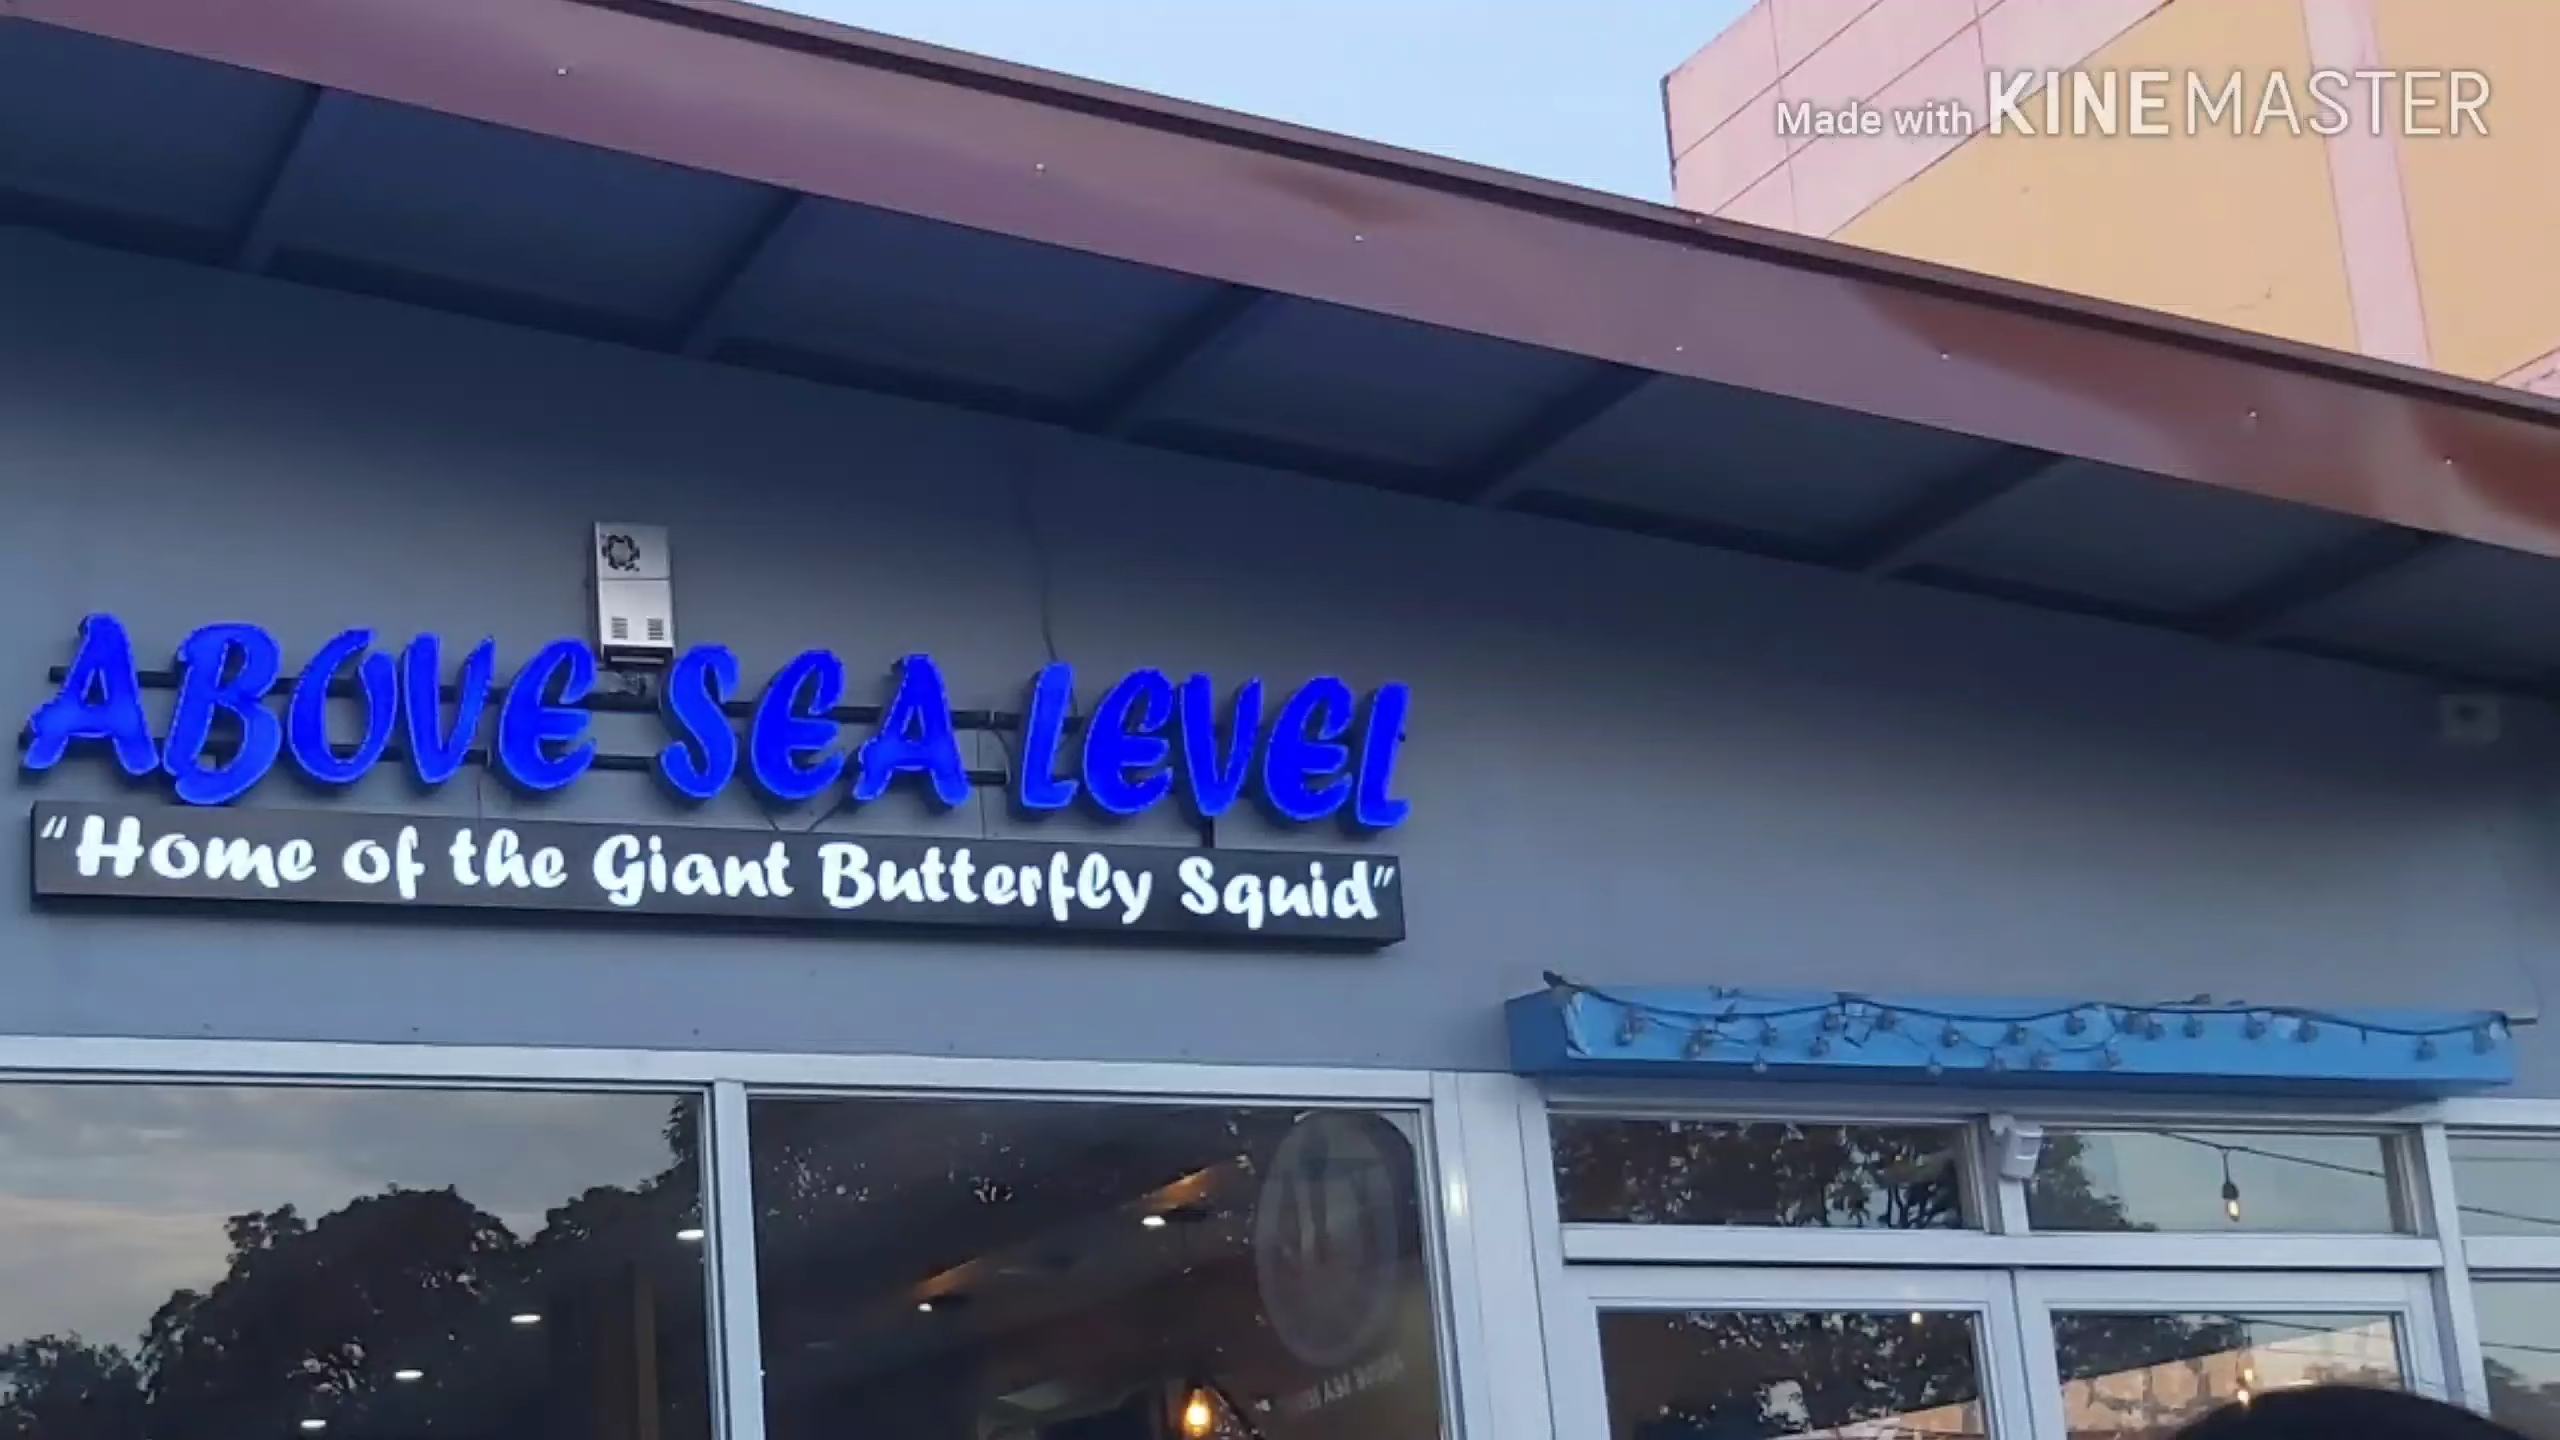 Made with KINEMASTER
ABOVE SEA LEVEL
“Home of the Giant Butterfly Squid”